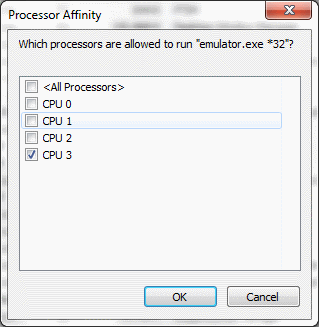 Processor Affinity
Which processors are allowed to run "emulator.exe *32"?
<All Processors>
CPU 0
CPU 1
CPU 2
CPU 3
OK
Cancel